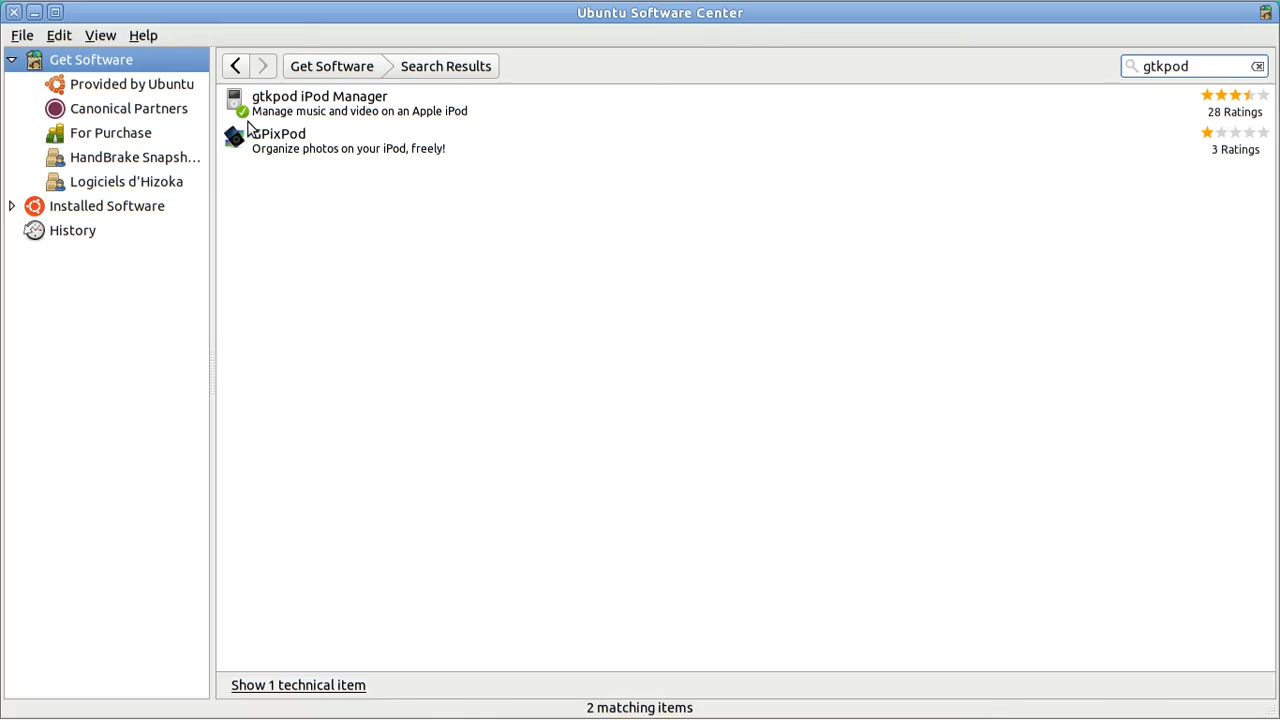 Ubuntu Software Center
File Edit View Help
Get Software
Provided by Ubuntu
Canonical Partners
For Purchase
HandBrake Snapsh...
Logiciels d'Hizoka
Installed Software
History
Get Software Search Results gtkpod
gtkpod iPod Manager
Manage music and video on an Apple iPod
28 Ratings
GPixPod
Organize photos on your iPod, freely!
3 Ratings
Show 1 technical item
2 matching items